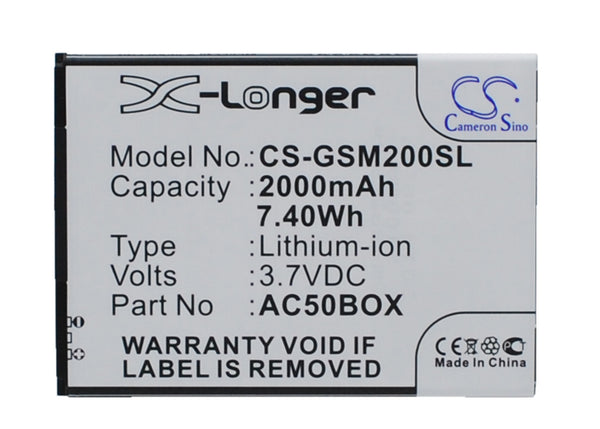 X-Longer
CS
Cameron Sino
Model No.: CS-GSM200SL
Capacity : 2000mAh
7.40Wh
Type : Lithium-ion
Volts : 3.7VDC
Part No : AC50BOX
WARRANTY VOID IF
LABEL IS REMOVED
CE
Made In China